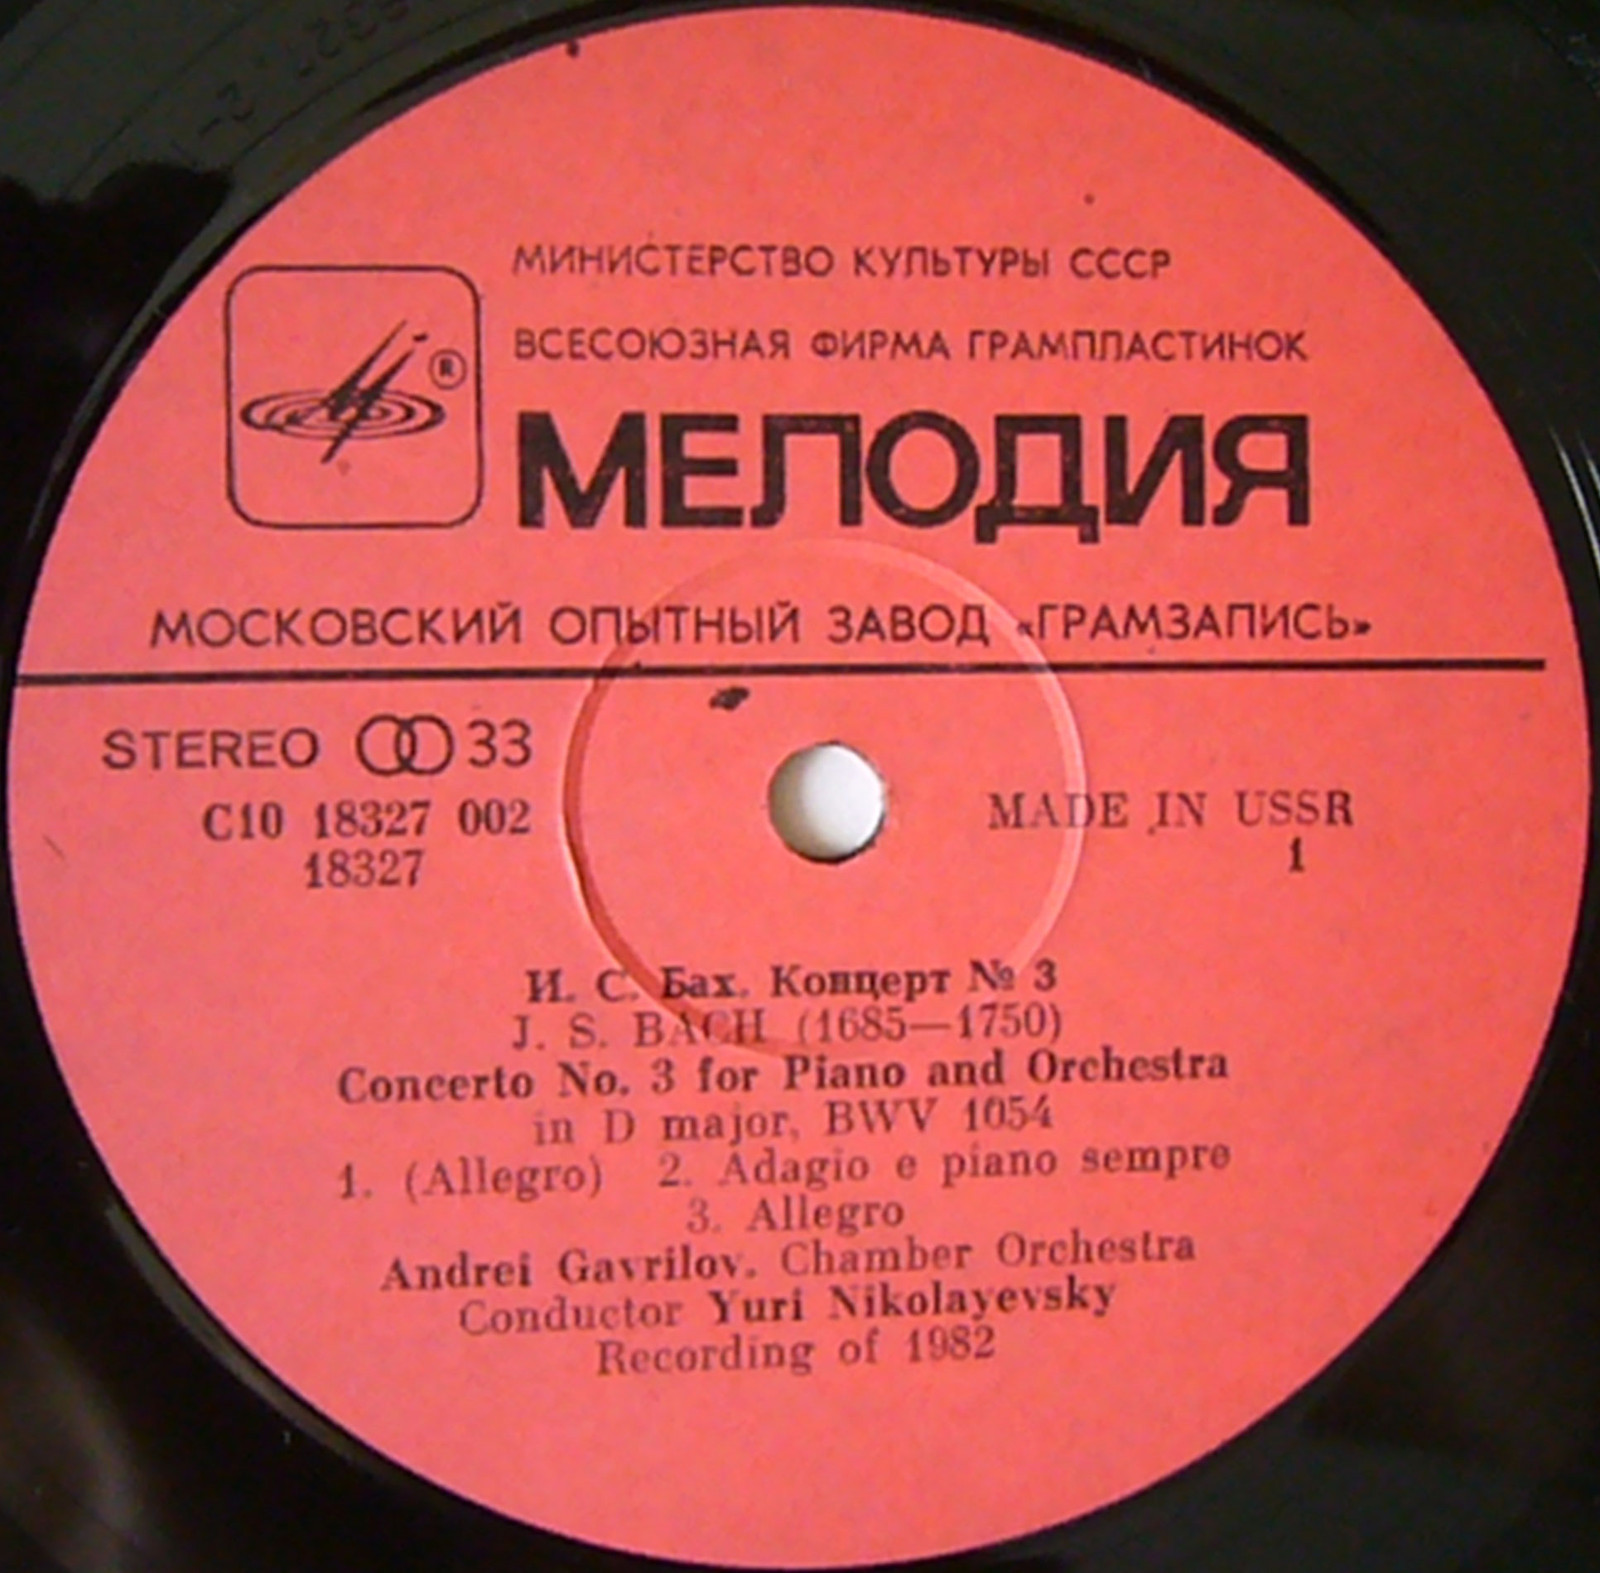 МИНИСТЕРСТВО КУЛЬТУРЫ СССР
ВСЕСОЮЗНАЯ ФИРМА ГРАМПЛАСТИНОК
®
МЕЛОДИЯ
МОСКОВСКИЙ ОПЫТНЫЙ ЗАВОД «ГРАМЗАПИСЬ»
STEREO 33
С10 18327 002
18327
MADE IN USSR
1
И. С. Бах. Концерт № 3
J. S. BACH (1685—1750)
Concerto No. 3 for Piano and Orchestra
in D major, BWV 1054
1. (Allegro) 2. Adagio e piano sempre
3. Allegro
Andrei Gavrilov. Chamber Orchestra
Conductor Yuri Nikolayevsky
Recording of 1982